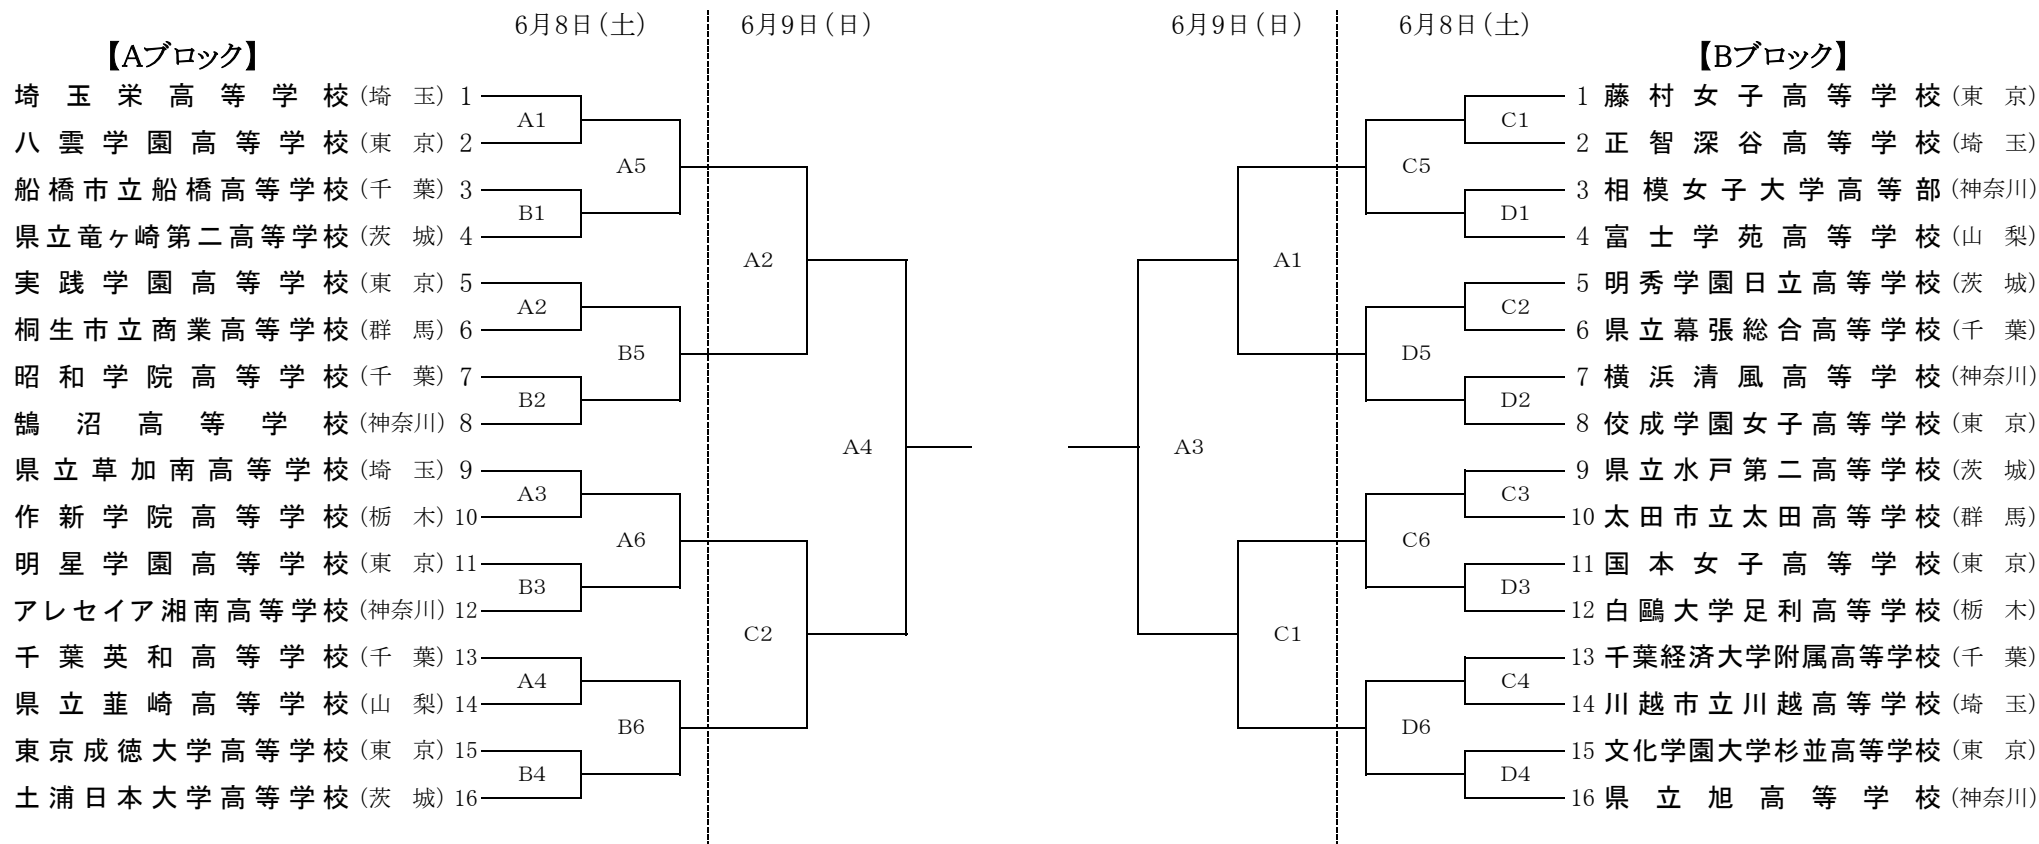 6月8日(土) 6月9日(日) 6月9日(日) 6月8日(土)
【Aブロック】 【Bブロック】
埼玉栄高等学校 (埼 玉) 1
八雲学園高等学校 (東 京) 2
A1
船橋市立船橋高等学校 (千 葉) 3
県立竜ヶ崎第二高等学校 (茨 城) 4
B1
A5
実践学園高等学校 (東 京) 5
桐生市立商業高等学校 (群 馬) 6
A2
昭和学院高等学校 (千 葉) 7
鵠沼高等学校 (神奈川) 8
B2
B5
A2
県立草加南高等学校 (埼 玉) 9
作新学院高等学校 (栃 木) 10
A3
明星学園高等学校 (東 京) 11
アレセイア湘南高等学校 (神奈川) 12
B3
A6
千葉英和高等学校 (千 葉) 13
県立韮崎高等学校 (山 梨) 14
A4
東京成徳大学高等学校 (東 京) 15
土浦日本大学高等学校 (茨 城) 16
B4
B6
C2
A4
1 藤村女子高等学校 (東 京)
2 正智深谷高等学校 (埼 玉)
C1
3 相模女子大学高等部 (神奈川)
4 富士学苑高等学校 (山 梨)
D1
C5
5 明秀学園日立高等学校 (茨 城)
6 県立幕張総合高等学校 (千 葉)
C2
7 横浜清風高等学校 (神奈川)
8 佼成学園女子高等学校 (東 京)
D2
D5
A1
9 県立水戸第二高等学校 (茨 城)
10 太田市立太田高等学校 (群 馬)
C3
11 国本女子高等学校 (東 京)
12 白鷗大学足利高等学校 (栃 木)
D3
C6
13 千葉経済大学附属高等学校 (千 葉)
14 川越市立川越高等学校 (埼 玉)
C4
15 文化学園大学杉並高等学校 (東 京)
16 県立旭高等学校 (神奈川)
D4
D6
C1
A3